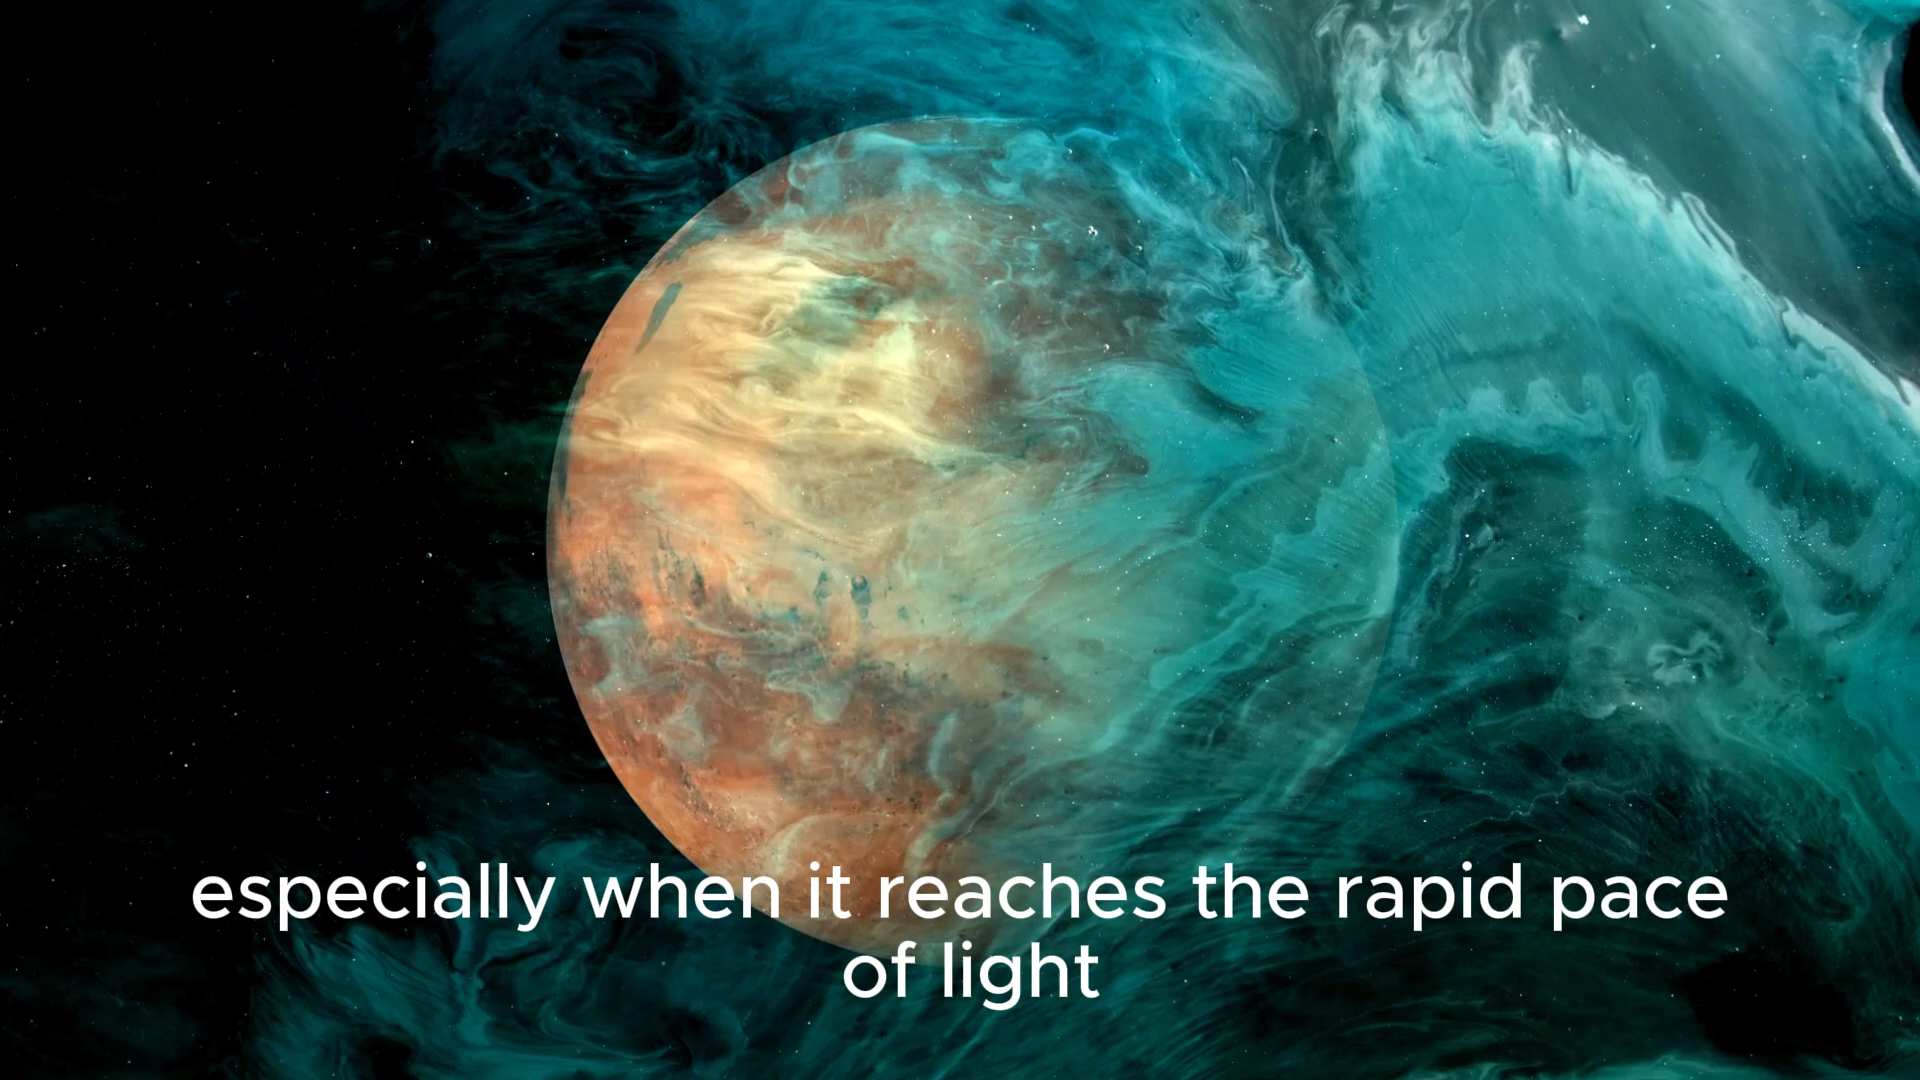 especially when it reaches the rapid pace
of light